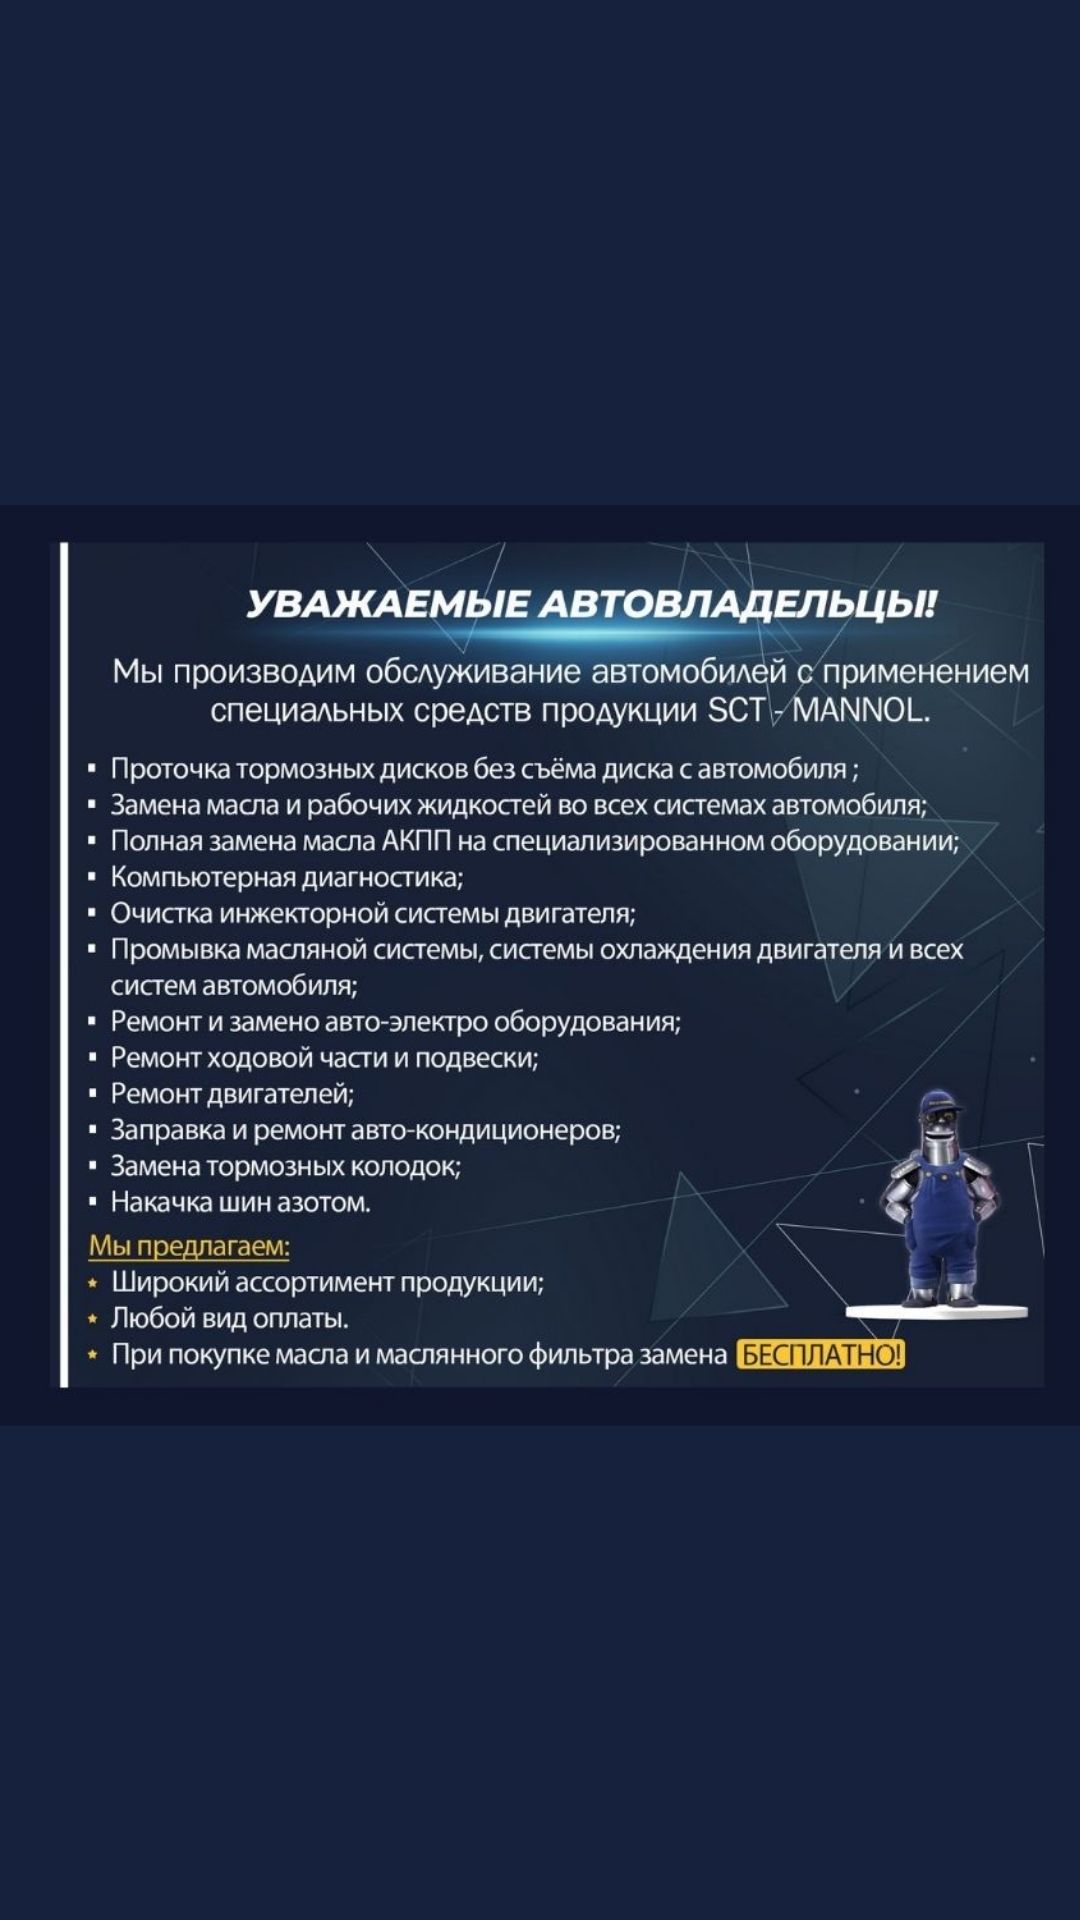 УВАЖАЕМЫЕ АВТОВЛАДЕЛЬЦЫ!
Мы производим обслуживание автомобилей с применением
специальных средств продукции SCT - MANNOL.
▪ Проточка тормозных дисков без съёма диска с автомобиля ;
▪ Замена масла и рабочих жидкостей во всех системах автомобиля;
▪ Полная замена масла АКПП на специализированном оборудовании;
▪ Компьютерная диагностика;
▪ Очистка инжекторной системы двигателя;
▪ Промывка масляной системы, системы охлаждения двигателя и всех
систем автомобиля;
▪ Ремонт и замено авто-электро оборудования;
▪ Ремонт ходовой части и подвески;
▪ Ремонт двигателей;
▪ Заправка и ремонт авто-кондиционеров;
▪ Замена тормозных колодок;
▪ Накачка шин азотом.
Мы предлагаем:
★ Широкий ассортимент продукции;
★ Любой вид оплаты.
★ При покупке масла и маслянного фильтра замена БЕСПЛАТНО!